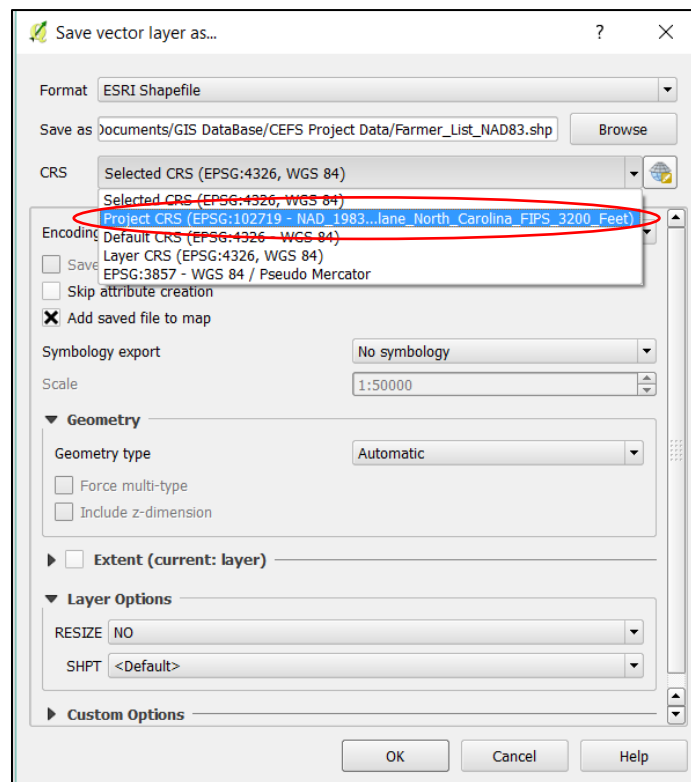 Save vector layer as...
?
Format ESRI Shapefile
Save as Documents/GIS DataBase/CEFS Project Data/Farmer_List_NAD83.shp Browse
CRS Selected CRS (EPSG:4326, WGS 84)
Selected CRS (EPSG:4326, WGS 84)
Project CRS (EPSG:102719 - NAD_1983...lane_North_Carolina_FIPS_3200_Feet)
Encoding
Default CRS (EPSG:4326 - WGS 84)
Save
Layer CRS (EPSG:4326, WGS 84)
EPSG:3857 - WGS 84 / Pseudo Mercator
Skip attribute creation
Add saved file to map
Symbology export No symbology
Scale 1:50000
Geometry
Geometry type Automatic
Force multi-type
Include z-dimension
Extent (current: layer)
Layer Options
RESIZE NO
SHPT <Default>
Custom Options
OK Cancel Help